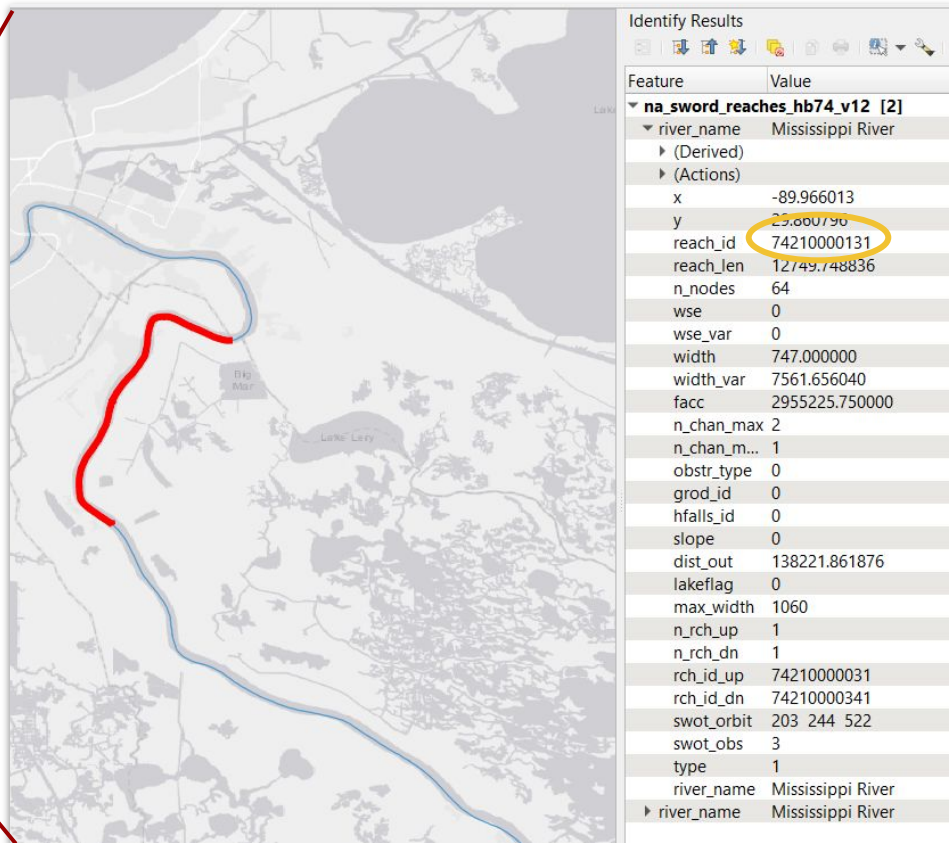 Identify Results
Feature Value
na_sword_reaches_hb74_v12 [2]
river_name Mississippi River
(Derived)
(Actions)
x -89.966013
y 29.860796
reach_id 74210000131
reach_len 12749.748836
n_nodes 64
wse 0
wse_var 0
width 747.000000
width_var 7561.656040
facc 2955225.750000
n_chan_max 2
n_chan_m... 1
obstr_type 0
grod_id 0
hfalls_id 0
slope 0
dist_out 138221.861876
lakeflag 0
max_width 1060
n_rch_up 1
n_rch_dn 1
rch_id_up 74210000031
rch_id_dn 74210000341
swot_orbit 203 244 522
swot_obs 3
type 1
river_name Mississippi River
river_name Mississippi River
Lake
Big
Mar
Lake Lery